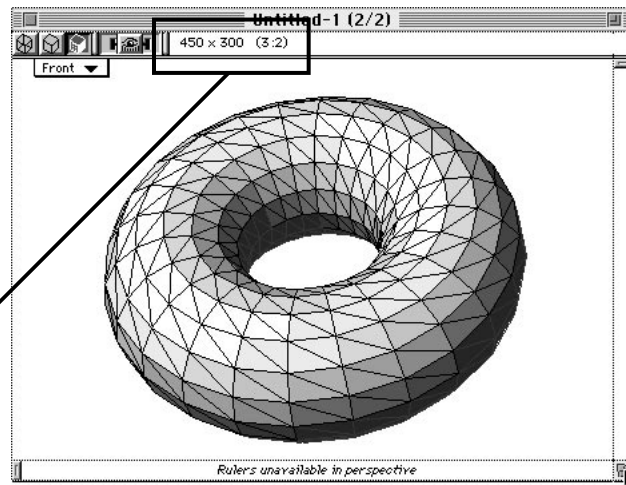 Untitled-1 (2/2)
450 x 300 (3:2)
Front
Rulers unavailable in perspective